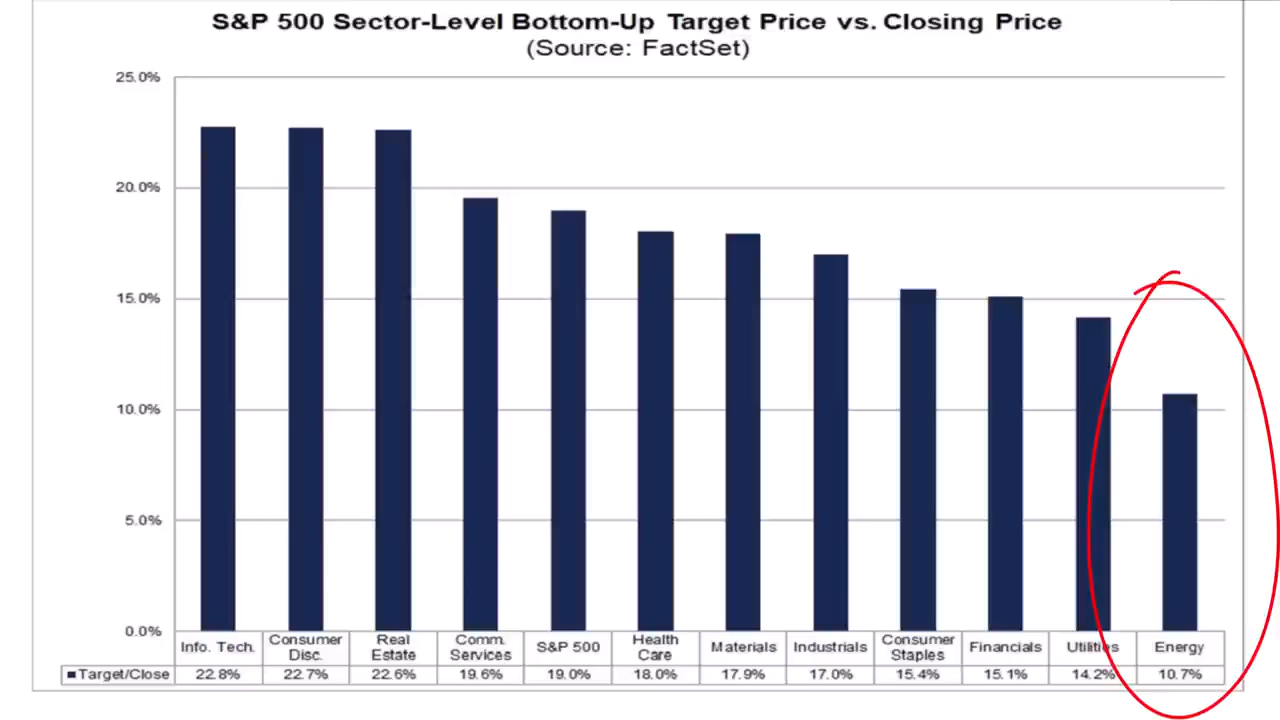 S&P 500 Sector-Level Bottom-Up Target Price vs. Closing Price
(Source: FactSet)
25.0%
20.0%
15.0%
10.0%
5.0%
0.0%
Info. Tech. Consumer Disc. Real Estate Comm. Services S&P 500 Health Care Materials Industrials Consumer Staples Financials Utilities Energy
Target/Close 22.8% 22.7% 22.6% 19.6% 19.0% 18.0% 17.9% 17.0% 15.4% 15.1% 14.2% 10.7%